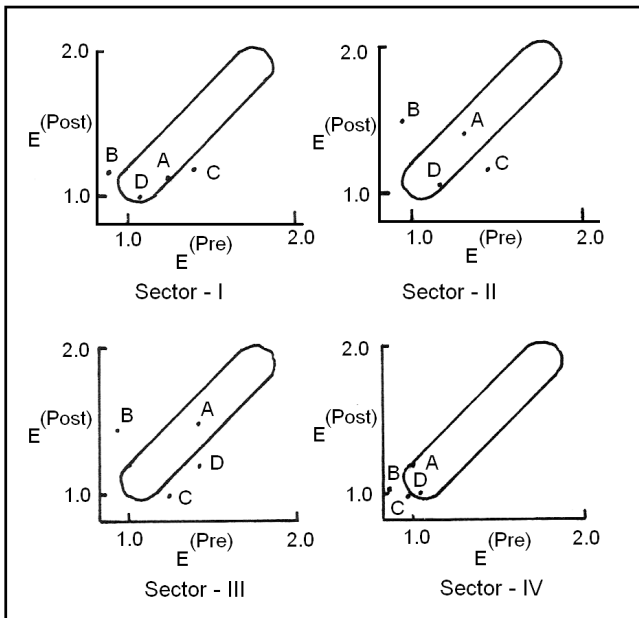 2.0
E (Post)
B
A
D
C
1.0
1.0
2.0
E (Pre)
Sector - I
2.0
E (Post)
B
A
D
C
1.0
1.0
2.0
E (Pre)
Sector - II
2.0
E (Post)
B
A
D
C
1.0
1.0
2.0
E (Pre)
Sector - III
2.0
E (Post)
A
B
D
C
1.0
1.0
2.0
E (Pre)
Sector - IV